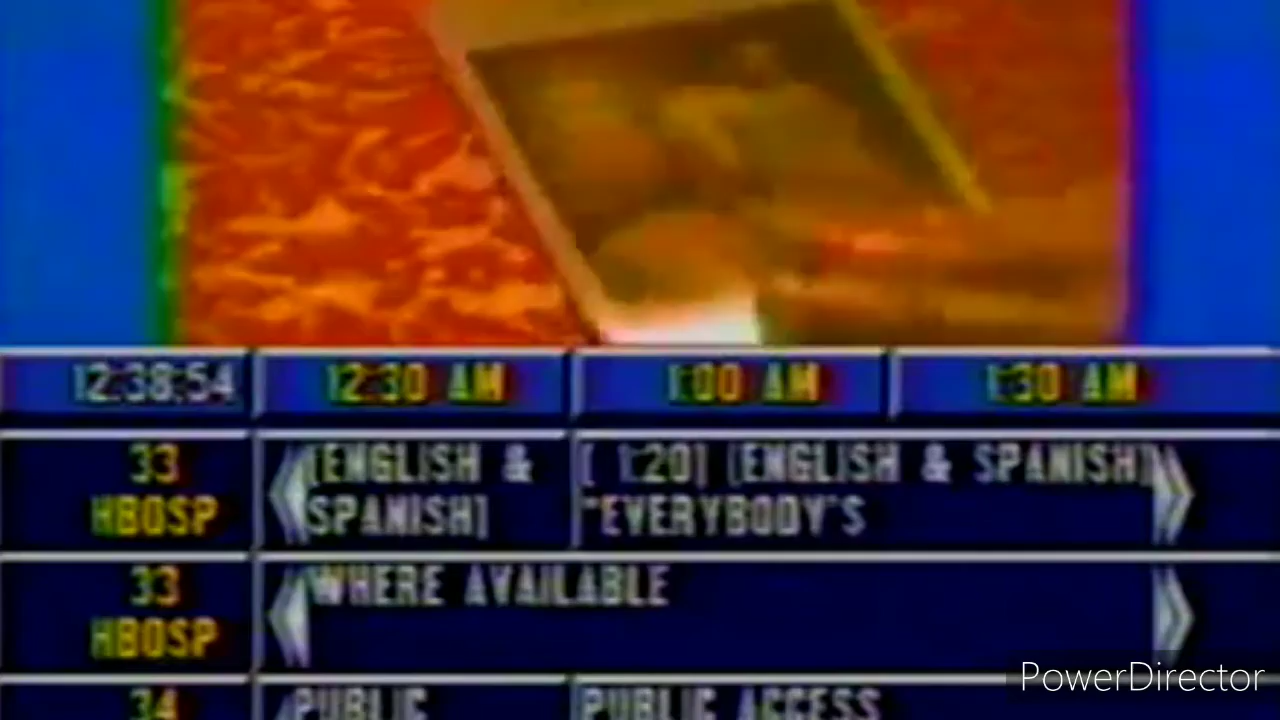 12:38:54 12:30 AM 1:00 AM 1:30 AM
33 [ENGLISH & [ 1:20] [ENGLISH & SPANISH]
HBOSP SPANISH] "EVERYBODY'S
33 WHERE AVAILABLE
HBOSP
PowerDirector
34 PUBLIC PUBLIC ACCESS